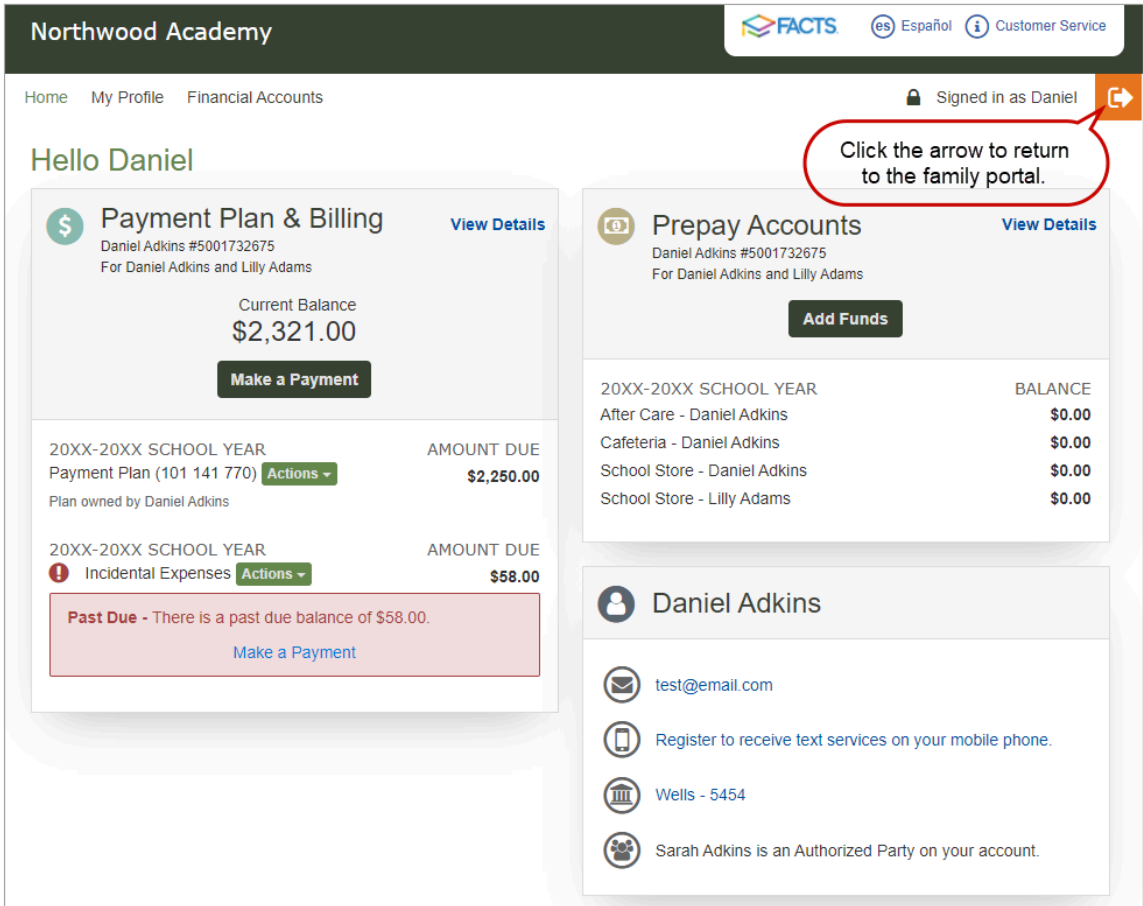 Northwood Academy
FACTS
es Español
i Customer Service
Home My Profile Financial Accounts
Signed in as Daniel
Click the arrow to return
to the family portal.
Hello Daniel
$ Payment Plan & Billing View Details
Daniel Adkins #5001732675
For Daniel Adkins and Lilly Adams
Current Balance
$2,321.00
Make a Payment
20XX-20XX SCHOOL YEAR AMOUNT DUE
Payment Plan (101 141 770) Actions $2,250.00
Plan owned by Daniel Adkins
20XX-20XX SCHOOL YEAR AMOUNT DUE
! Incidental Expenses Actions $58.00
Past Due - There is a past due balance of $58.00.
Make a Payment
Prepay Accounts View Details
Daniel Adkins #5001732675
For Daniel Adkins and Lilly Adams
Add Funds
20XX-20XX SCHOOL YEAR BALANCE
After Care - Daniel Adkins $0.00
Cafeteria - Daniel Adkins $0.00
School Store - Daniel Adkins $0.00
School Store - Lilly Adams $0.00
Daniel Adkins
test@email.com
Register to receive text services on your mobile phone.
Wells - 5454
Sarah Adkins is an Authorized Party on your account.